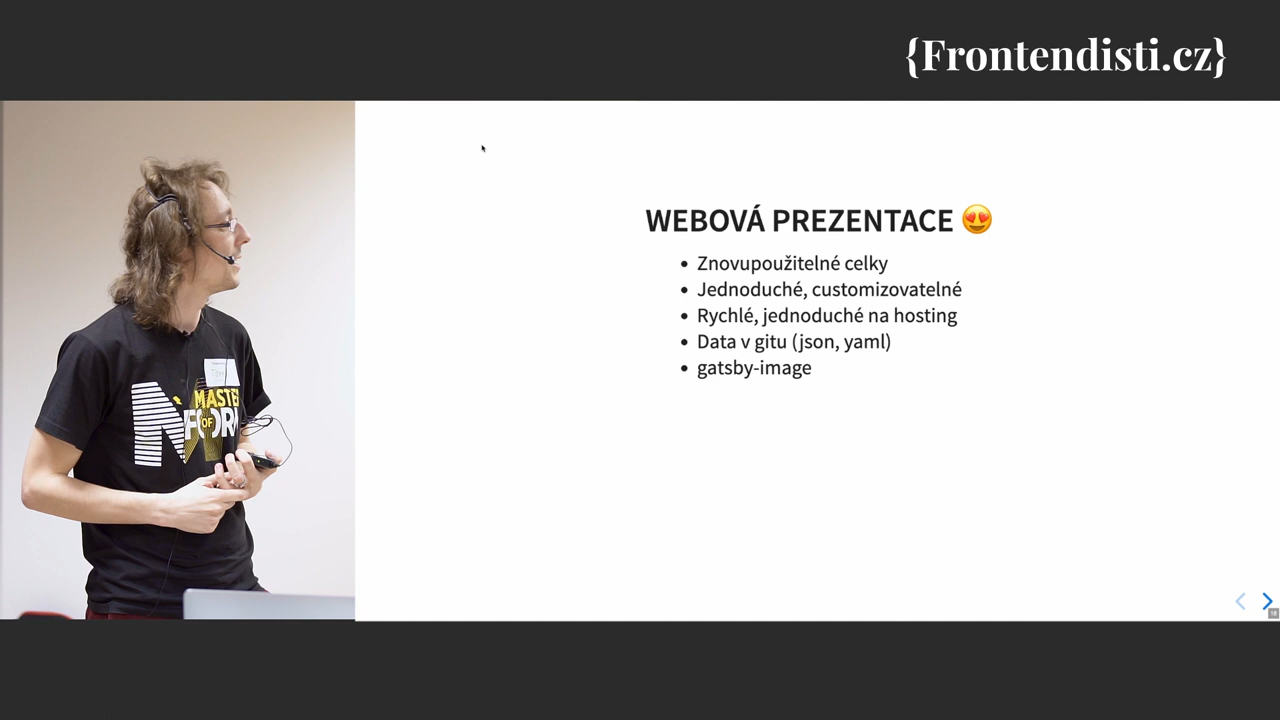 {Frontendisti.cz}
WEBOVÁ PREZENTACE 😍
Znovupoužitelné celky
Jednoduché, customizovatelné
Rychlé, jednoduché na hosting
Data v gitu (json, yaml)
gatsby-image
MASTER
OF